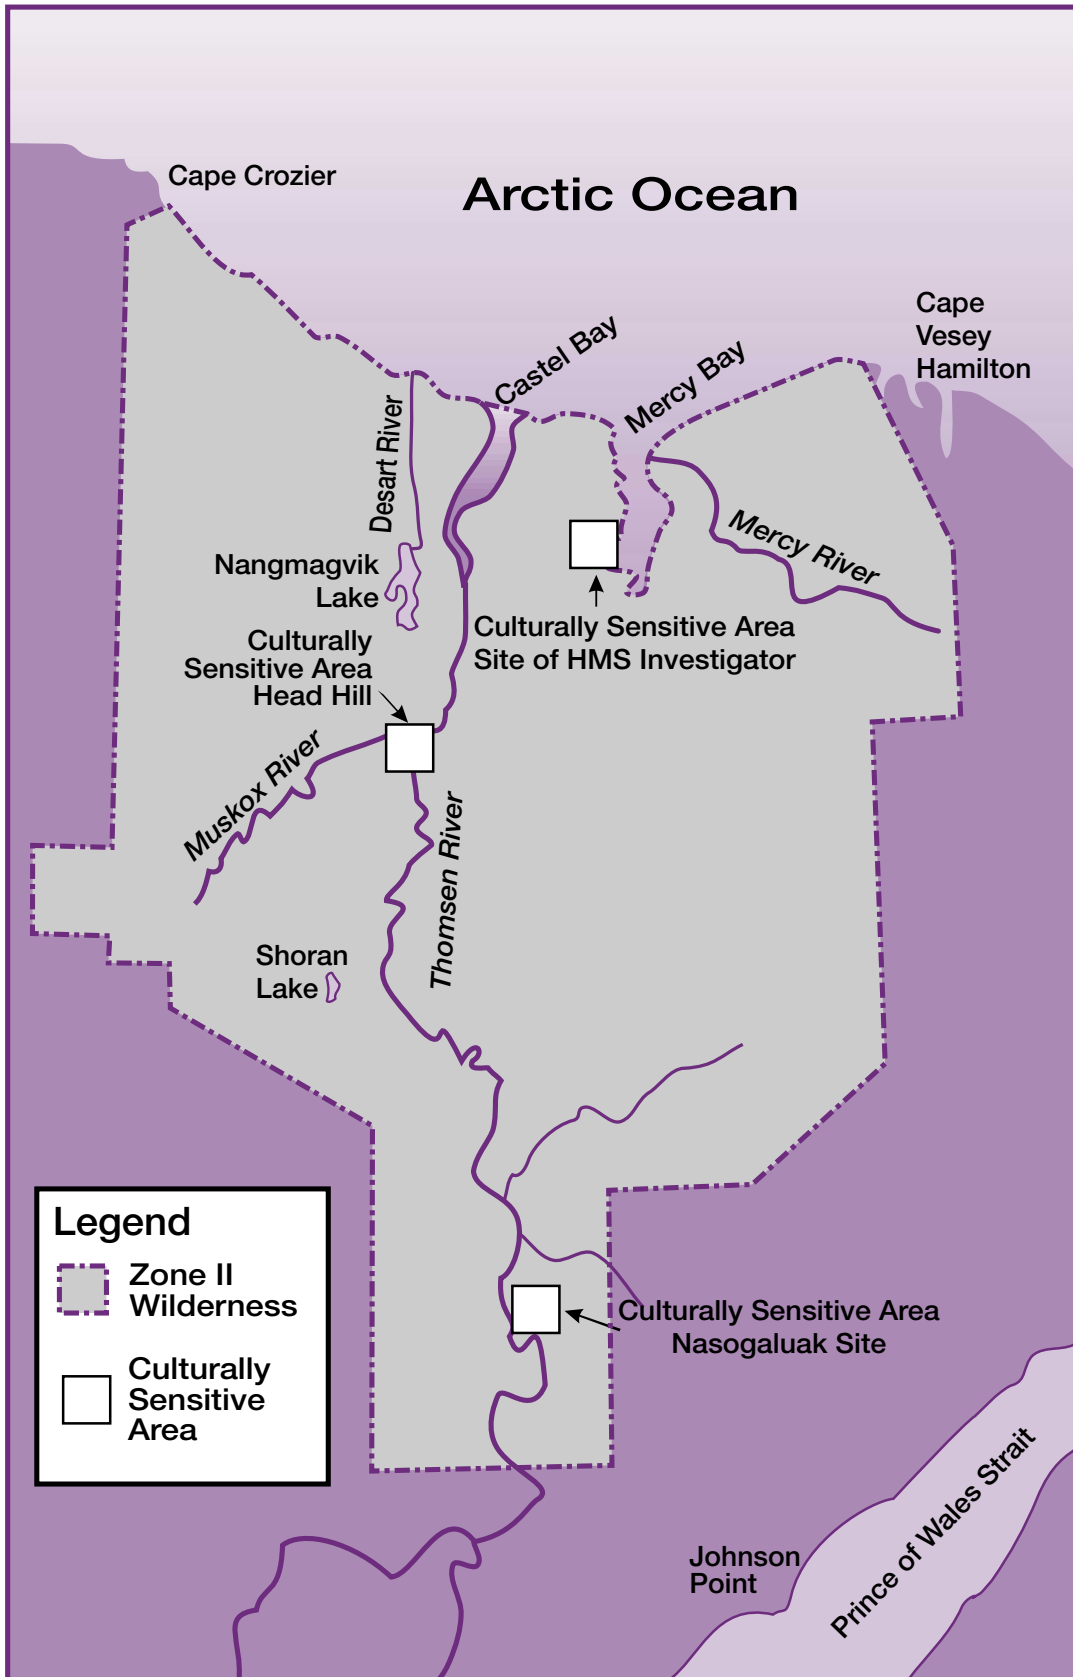 Cape Crozier
Arctic Ocean
Cape
Vesey
Hamilton
Castel Bay
Mercy Bay
Desart River
Mercy River
Nangmagvik
Lake
Culturally Sensitive Area
Site of HMS Investigator
Culturally
Sensitive Area
Head Hill
Muskox River
Thomsen River
Shoran
Lake
Legend
Zone II
Wilderness
Culturally
Sensitive
Area
Culturally Sensitive Area
Nasogaluak Site
Prince of Wales Strait
Johnson
Point